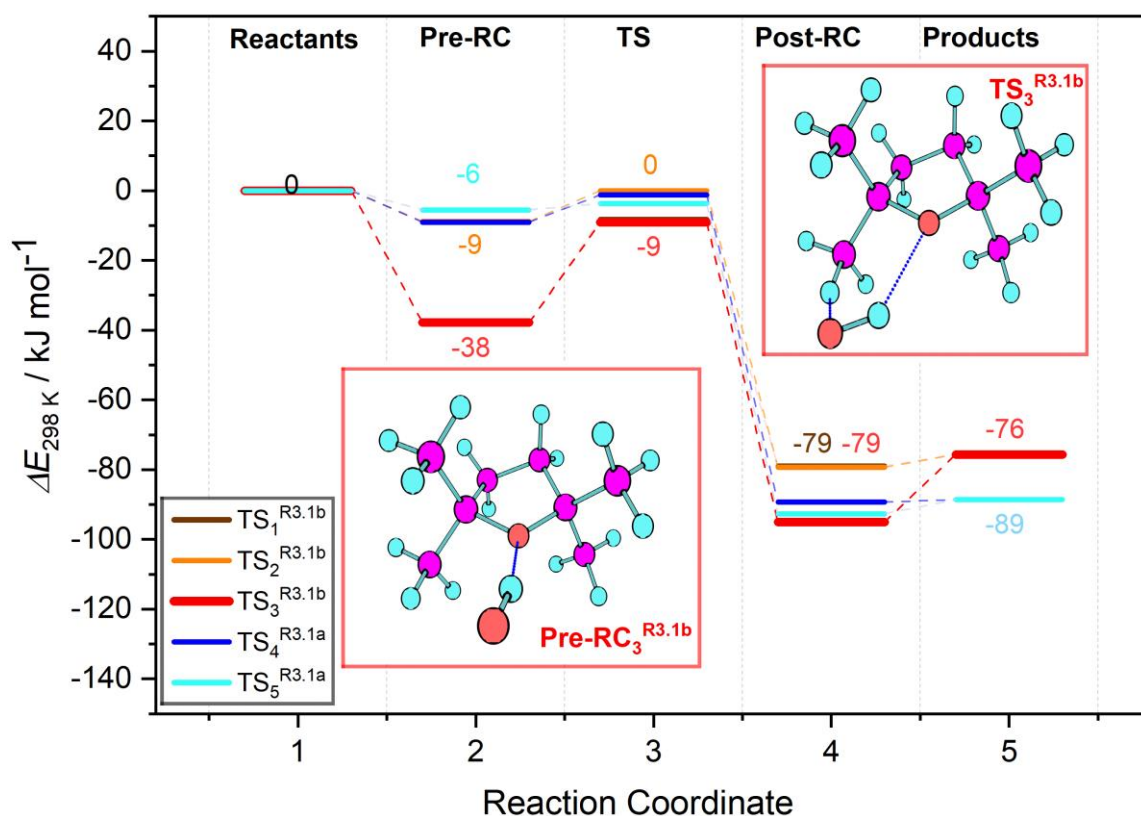 Reactants Pre-RC TS Post-RC Products
40
20
0
-20
-40
-60
-80
-100
-120
-140
ΔE298 K / kJ mol⁻¹
0
-6
-9
-38
0
-9
-79 -79
-76
-89
TS₃R3.1b
Pre-RC₃R3.1b
TS₁R3.1b
TS₂R3.1b
TS₃R3.1b
TS₄R3.1a
TS₅R3.1a
1 2 3 4 5
Reaction Coordinate